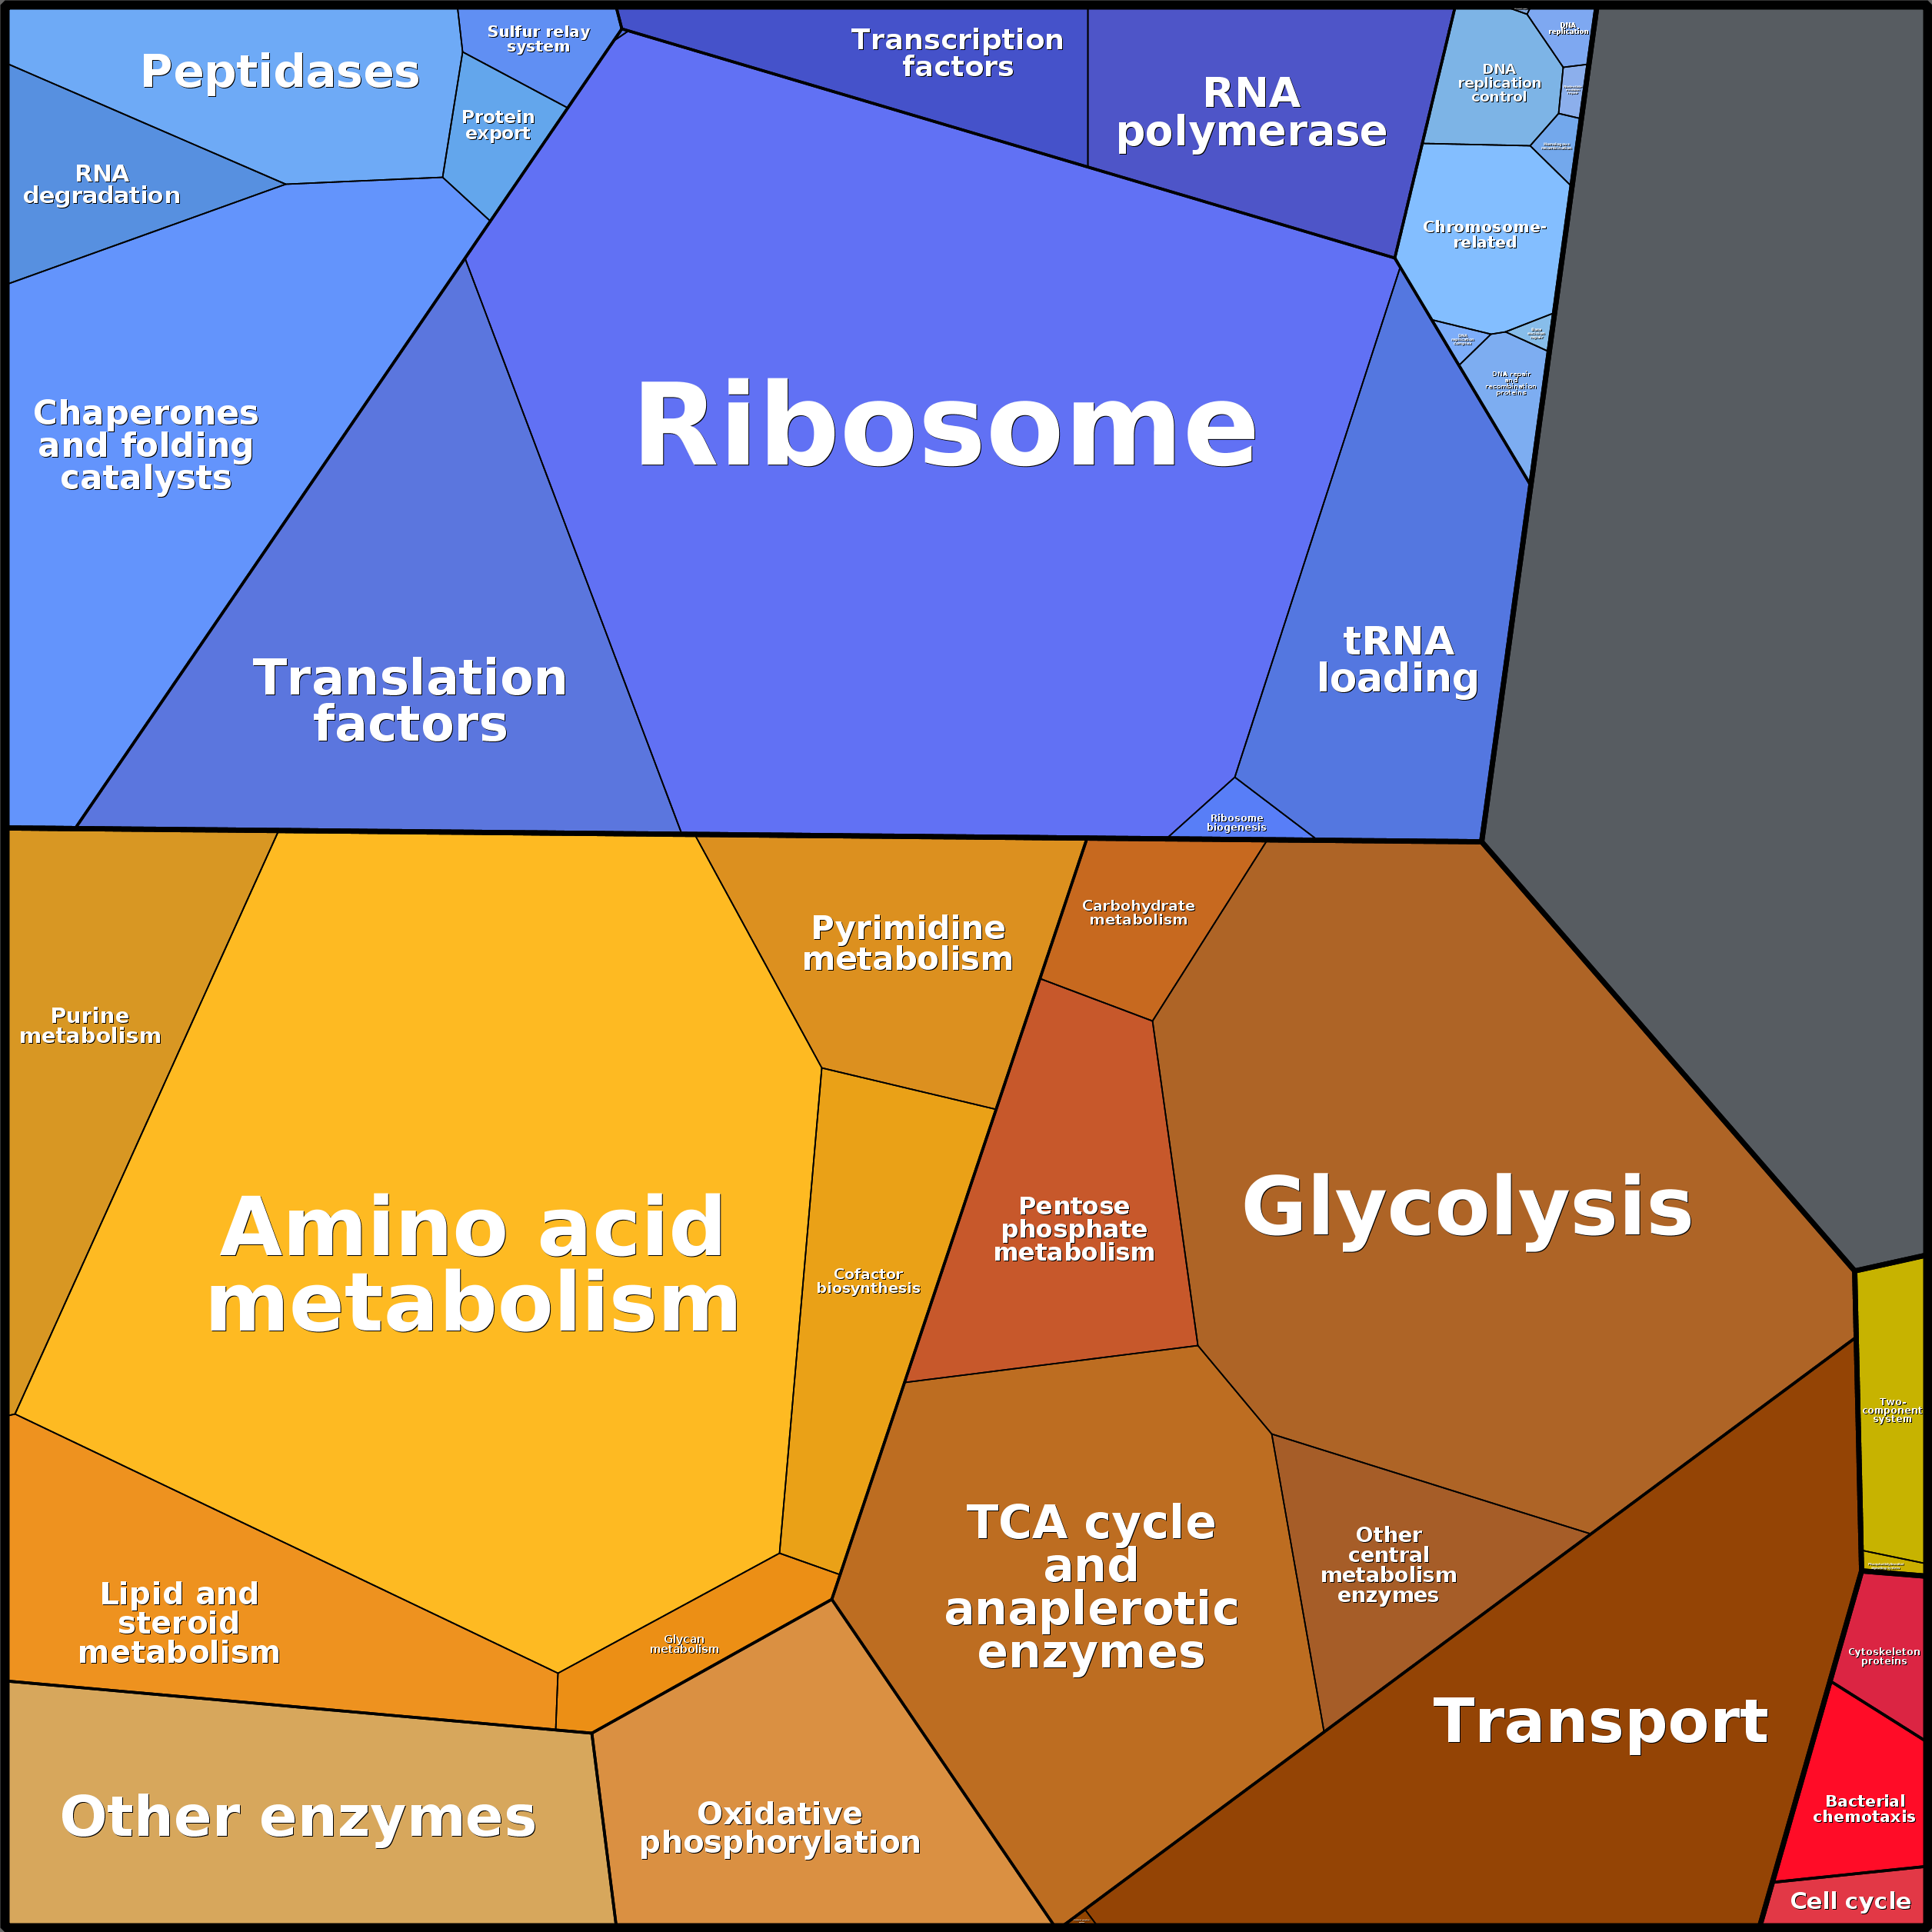 Peptidases
Sulfur relay
system
Protein
export
RNA
degradation
Chaperones
and folding
catalysts
Transcription
factors
RNA
polymerase
DNA
replication
DNA
replication
control
Chromosome-
related
DNA repair
and
recombination
proteins
Ribosome
Translation
factors
tRNA
loading
Ribosome
biogenesis
Purine
metabolism
Amino acid
metabolism
Pyrimidine
metabolism
Cofactor
biosynthesis
Carbohydrate
metabolism
Pentose
phosphate
metabolism
Glycolysis
TCA cycle
and
anaplerotic
enzymes
Other
central
metabolism
enzymes
Lipid and
steroid
metabolism
Glycan
metabolism
Other enzymes
Oxidative
phosphorylation
Transport
Two-
component
system
Cytoskeleton
proteins
Bacterial
chemotaxis
Cell cycle